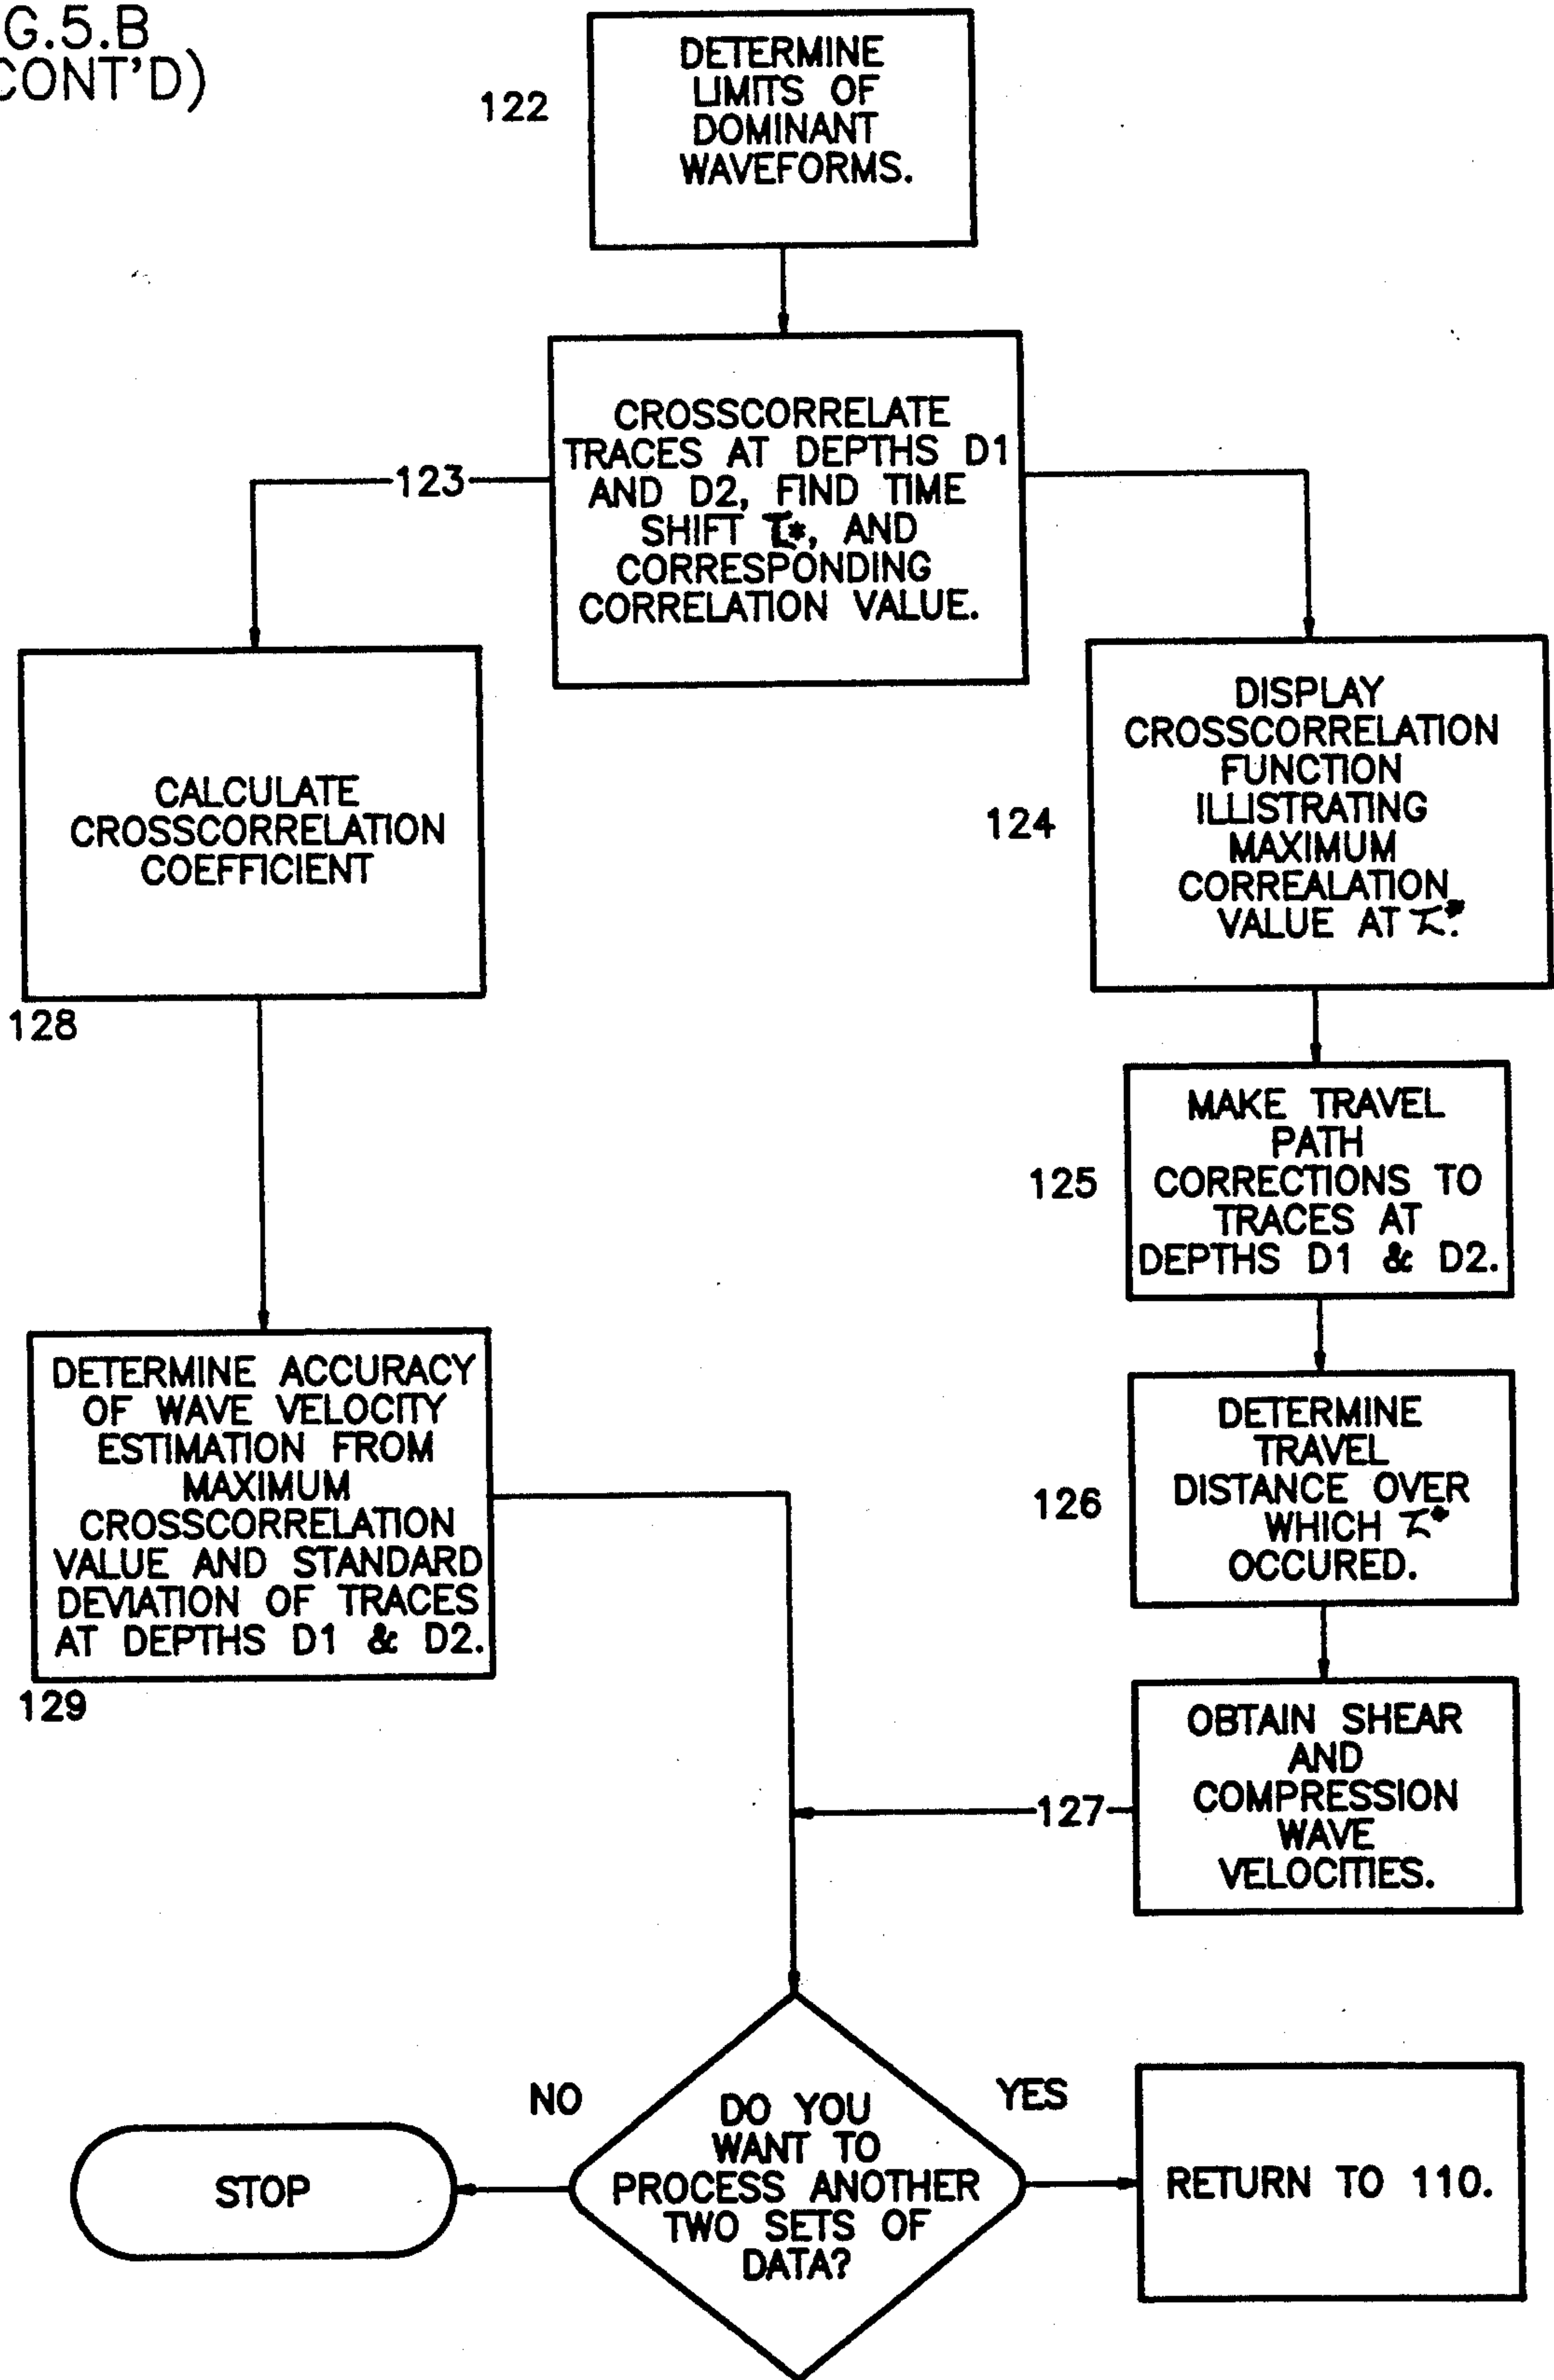 G.5.B
CONT'D)
122
DETERMINE
LIMITS OF
DOMINANT
WAVEFORMS.
123
CROSSCORRELATE
TRACES AT DEPTHS D1
AND D2, FIND TIME
SHIFT τ*, AND
CORRESPONDING
CORRELATION VALUE.
CALCULATE
CROSSCORRELATION
COEFFICIENT
128
124
DISPLAY
CROSSCORRELATION
FUNCTION
ILLISTRATING
MAXIMUM
CORREALATION
VALUE AT τ*.
125
MAKE TRAVEL
PATH
CORRECTIONS TO
TRACES AT
DEPTHS D1 & D2.
DETERMINE ACCURACY
OF WAVE VELOCITY
ESTIMATION FROM
MAXIMUM
CROSSCORRELATION
VALUE AND STANDARD
DEVIATION OF TRACES
AT DEPTHS D1 & D2.
129
126
DETERMINE
TRAVEL
DISTANCE OVER
WHICH τ*
OCCURED.
127
OBTAIN SHEAR
AND
COMPRESSION
WAVE
VELOCITIES.
NO
YES
STOP
DO YOU
WANT TO
PROCESS ANOTHER
TWO SETS OF
DATA?
RETURN TO 110.